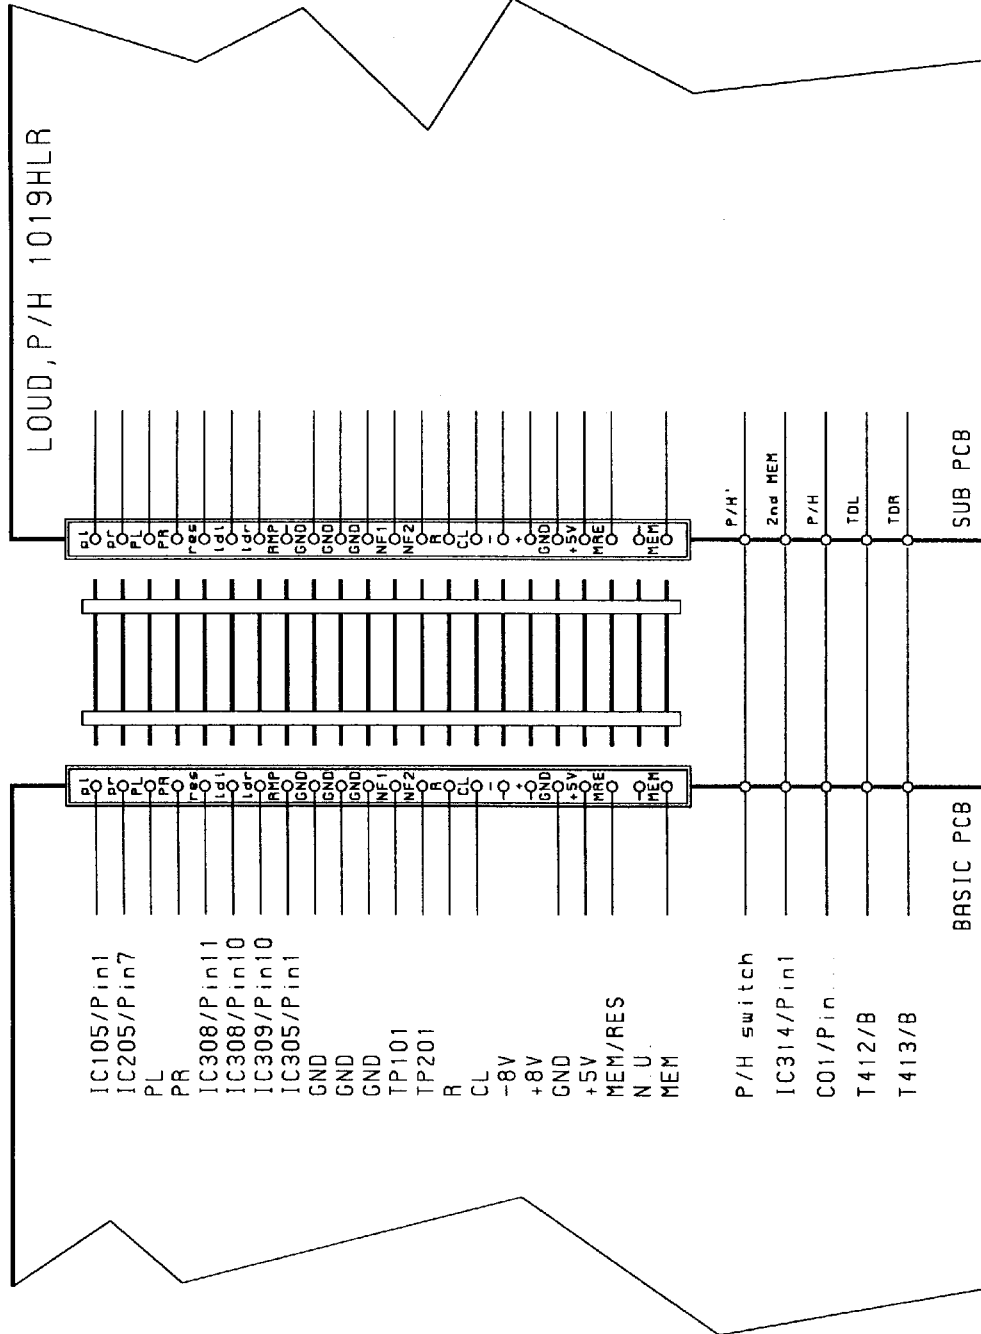 LOUD,P/H 1019HLR
pl
pr
PL
PR
res
ldl
ldr
RMP
GND
GND
GND
NF1
NF2
R
CL
-
+
GND
+5V
MRE
-
MEM
P/H'
2nd MEM
P/H
TDL
TDR
SUB PCB
pl
pr
PL
PR
res
ldl
ldr
RMP
GND
GND
GND
NF1
NF2
R
CL
-
+
GND
+5V
MRE
-
MEM
BASIC PCB
IC105/Pin1
IC205/Pin7
PL
PR
IC308/Pin11
IC308/Pin10
IC309/Pin10
IC305/Pin1
GND
GND
GND
TP101
TP201
R
CL
-8V
+8V
GND
+5V
MEM/RES
N.U.
MEM
P/H switch
IC314/Pin1
C01/Pin...
T412/B
T413/B